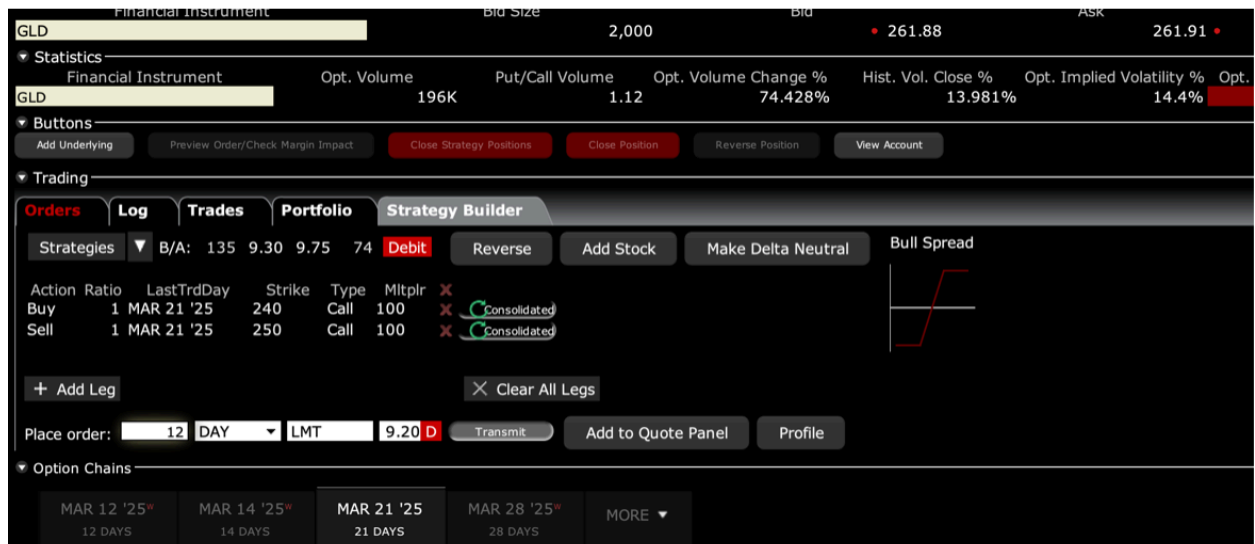 Financial Instrument Bid Size Bid Ask
GLD 2,000 261.88 261.91
Statistics
Financial Instrument Opt. Volume Put/Call Volume Opt. Volume Change % Hist. Vol. Close % Opt. Implied Volatility % Opt.
GLD 196K 1.12 74.428% 13.981% 14.4%
Buttons
Add Underlying Preview Order/Check Margin Impact Close Strategy Positions Close Position Reverse Position View Account
Trading
Orders Log Trades Portfolio Strategy Builder
Strategies B/A: 135 9.30 9.75 74 Debit Reverse Add Stock Make Delta Neutral Bull Spread
Action Ratio LastTrdDay Strike Type Mltplr X
Buy 1 MAR 21 '25 240 Call 100 X Consolidated
Sell 1 MAR 21 '25 250 Call 100 X Consolidated
+ Add Leg X Clear All Legs
Place order: 12 DAY LMT 9.20 D Transmit Add to Quote Panel Profile
Option Chains
MAR 12 '25w MAR 14 '25w MAR 21 '25 MAR 28 '25w MORE
12 DAYS 14 DAYS 21 DAYS 28 DAYS